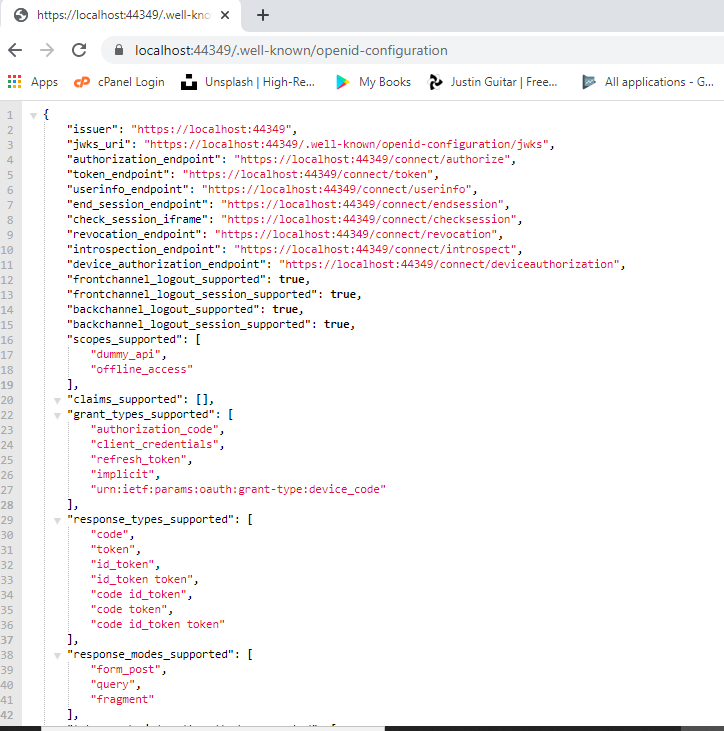 https://localhost:44349/.well-kno
localhost:44349/.well-known/openid-configuration
Apps
cPanel Login
Unsplash | High-Re...
My Books
Justin Guitar | Free...
All applications - G...
1 {
2 "issuer": "https://localhost:44349",
3 "jwks_uri": "https://localhost:44349/.well-known/openid-configuration/jwks",
4 "authorization_endpoint": "https://localhost:44349/connect/authorize",
5 "token_endpoint": "https://localhost:44349/connect/token",
6 "userinfo_endpoint": "https://localhost:44349/connect/userinfo",
7 "end_session_endpoint": "https://localhost:44349/connect/endsession",
8 "check_session_iframe": "https://localhost:44349/connect/checksession",
9 "revocation_endpoint": "https://localhost:44349/connect/revocation",
10 "introspection_endpoint": "https://localhost:44349/connect/introspect",
11 "device_authorization_endpoint": "https://localhost:44349/connect/deviceauthorization",
12 "frontchannel_logout_supported": true,
13 "frontchannel_logout_session_supported": true,
14 "backchannel_logout_supported": true,
15 "backchannel_logout_session_supported": true,
16 "scopes_supported": [
17 "dummy_api",
18 "offline_access"
19 ],
20 "claims_supported": [],
22 "grant_types_supported": [
23 "authorization_code",
24 "client_credentials",
25 "refresh_token",
26 "implicit",
27 "urn:ietf:params:oauth:grant-type:device_code"
28 ],
29 "response_types_supported": [
30 "code",
31 "token",
32 "id_token",
33 "id_token token",
34 "code id_token",
35 "code token",
36 "code id_token token"
37 ],
38 "response_modes_supported": [
39 "form_post",
40 "query",
41 "fragment"
42 ],